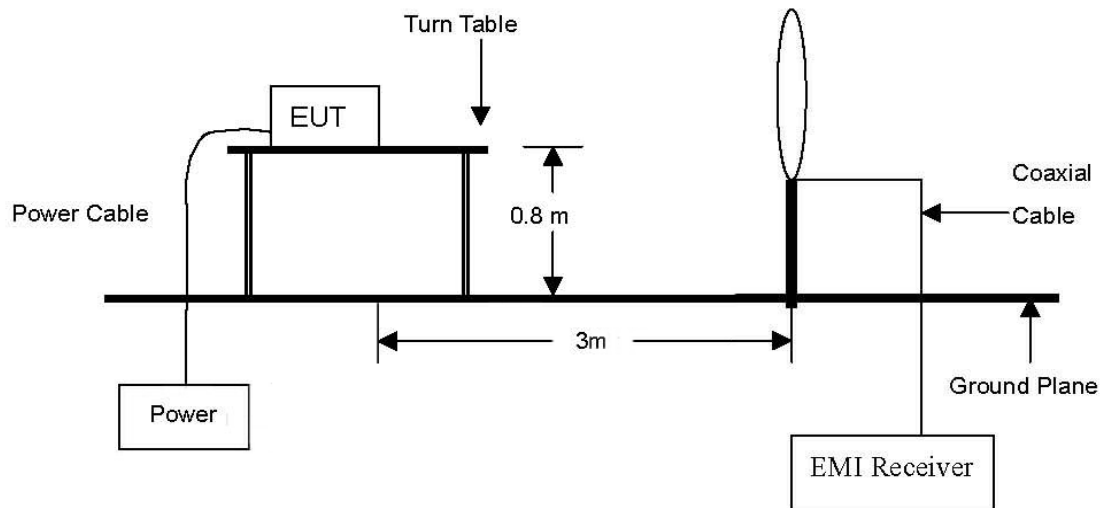 Turn Table
EUT
Coaxial
Cable
Power Cable
0.8 m
3m
Ground Plane
Power
EMI Receiver